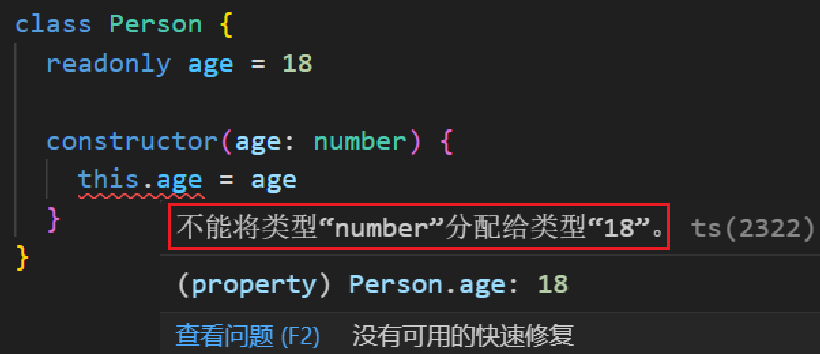 class Person {
readonly age = 18
constructor(age: number) {
this.age = age
}
不能将类型“number”分配给类型“18”。 ts(2322)
}
(property) Person.age: 18
查看问题 (F2) 没有可用的快速修复